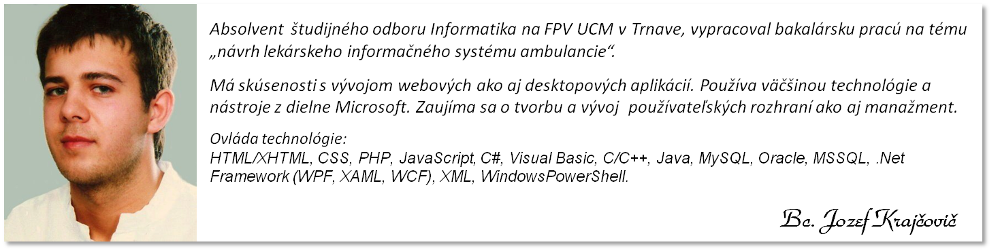 Absolvent študijného odboru Informatika na FPV UCM v Trnave, vypracoval bakalársku pracú na tému
„návrh lekárskeho informačného systému ambulancie“.
Má skúsenosti s vývojom webových ako aj desktopových aplikácií. Používa väčšinou technológie a
nástroje z dielne Microsoft. Zaujíma sa o tvorbu a vývoj používateľských rozhraní ako aj manažment.
Ovláda technológie:
HTML/XHTML, CSS, PHP, JavaScript, C#, Visual Basic, C/C++, Java, MySQL, Oracle, MSSQL, .Net
Framework (WPF, XAML, WCF), XML, WindowsPowerShell.
Bc. Jozef Krajčovič